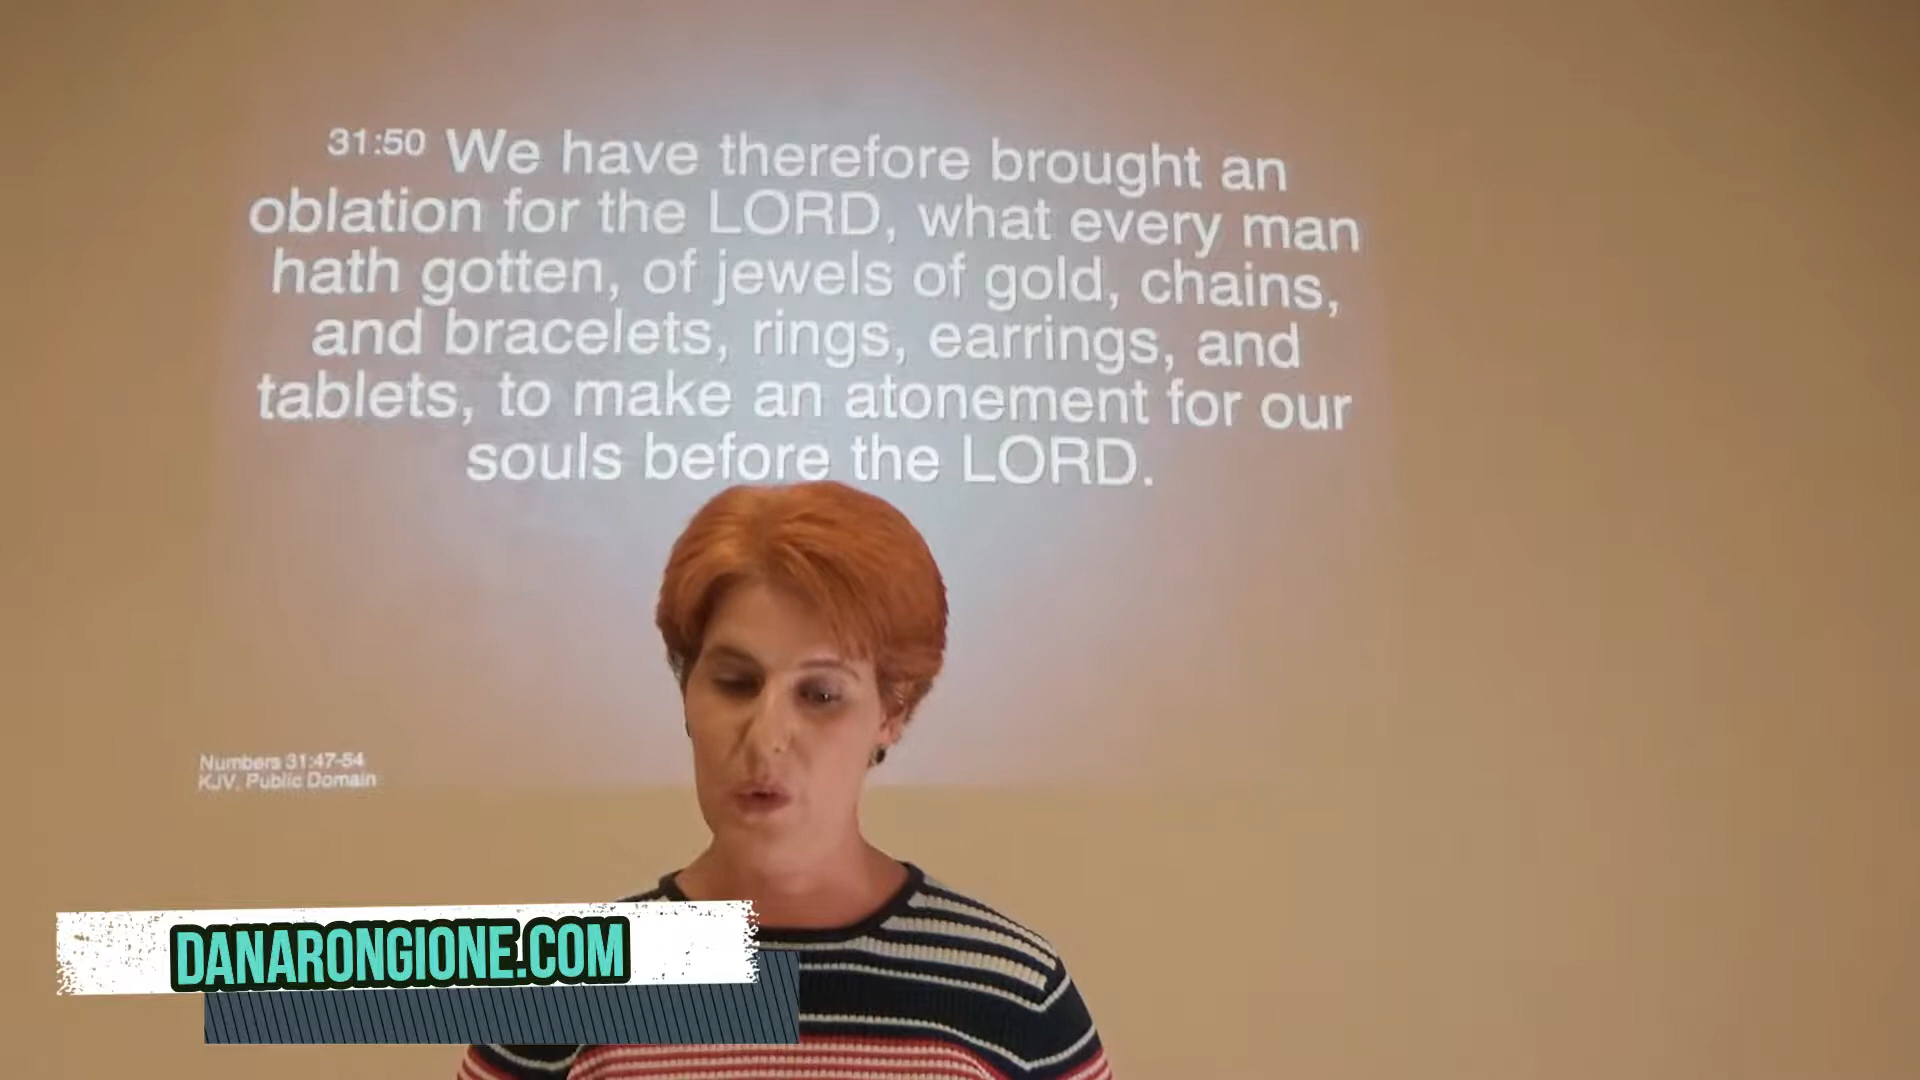 31:50 We have therefore brought an
oblation for the LORD, what every man
hath gotten, of jewels of gold, chains,
and bracelets, rings, earrings, and
tablets, to make an atonement for our
souls before the LORD.
Numbers 31:47-54
KJV, Public Domain
DANARONGIONE.COM